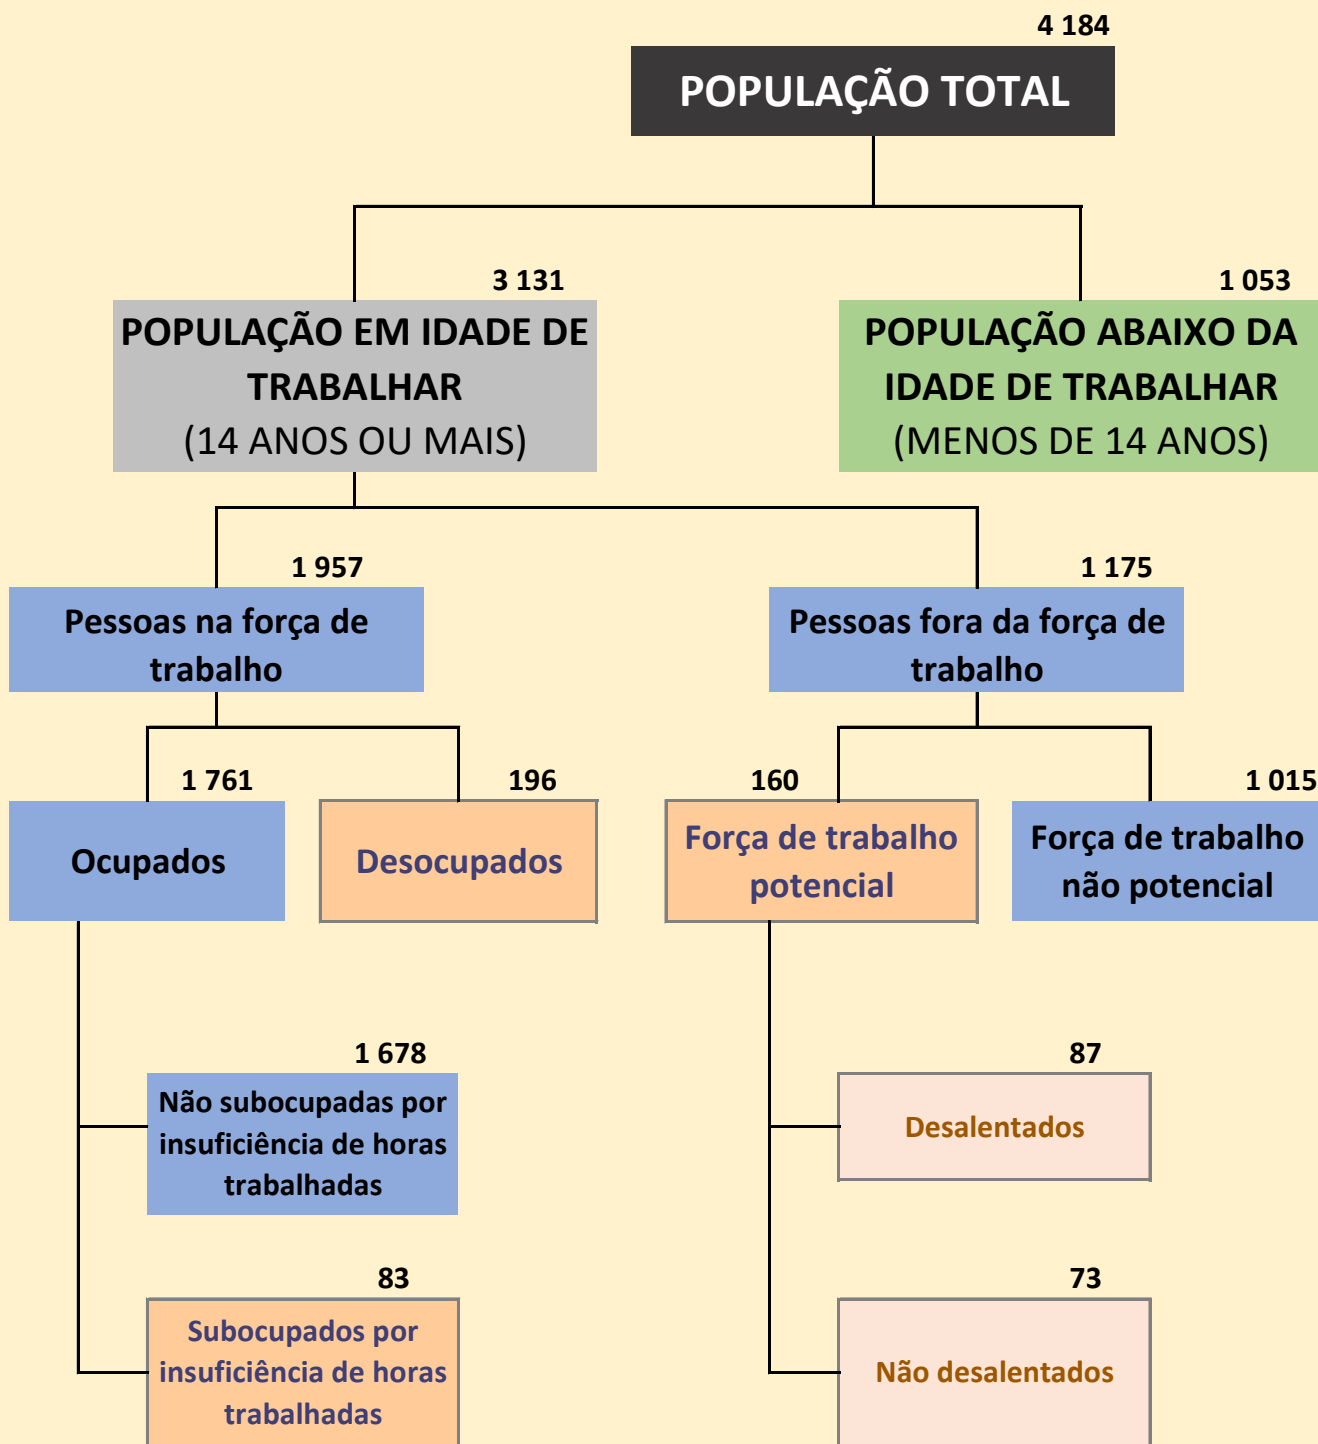 4 184
POPULAÇÃO TOTAL
3 131
POPULAÇÃO EM IDADE DE
TRABALHAR
(14 ANOS OU MAIS)
1 053
POPULAÇÃO ABAIXO DA
IDADE DE TRABALHAR
(MENOS DE 14 ANOS)
1 957
Pessoas na força de
trabalho
1 175
Pessoas fora da força de
trabalho
1 761
Ocupados
196
Desocupados
160
Força de trabalho
potencial
1 015
Força de trabalho
não potencial
1 678
Não subocupadas por
insuficiência de horas
trabalhadas
87
Desalentados
83
Subocupados por
insuficiência de horas
trabalhadas
73
Não desalentados